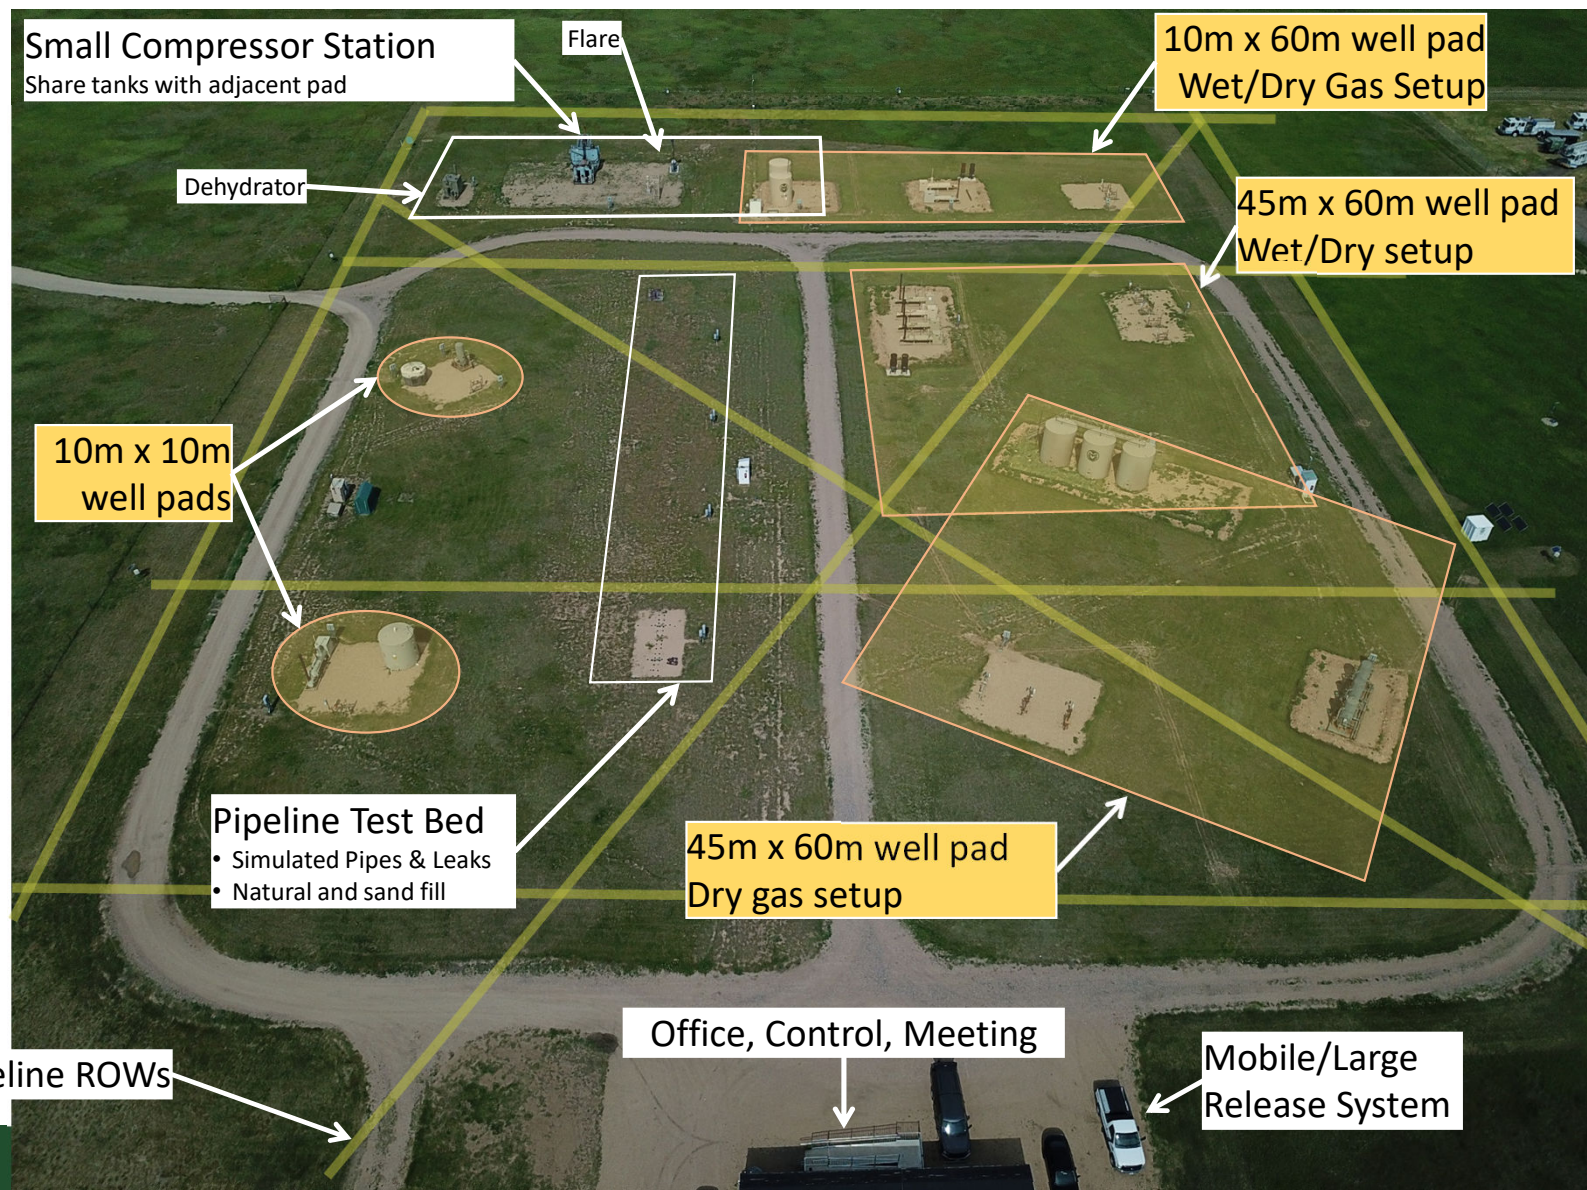 Small Compressor Station
Share tanks with adjacent pad
Flare
10m x 60m well pad
Wet/Dry Gas Setup
Dehydrator
45m x 60m well pad
Wet/Dry setup
10m x 10m
well pads
Pipeline Test Bed
• Simulated Pipes & Leaks
• Natural and sand fill
45m x 60m well pad
Dry gas setup
Office, Control, Meeting
eline ROWs
Mobile/Large
Release System